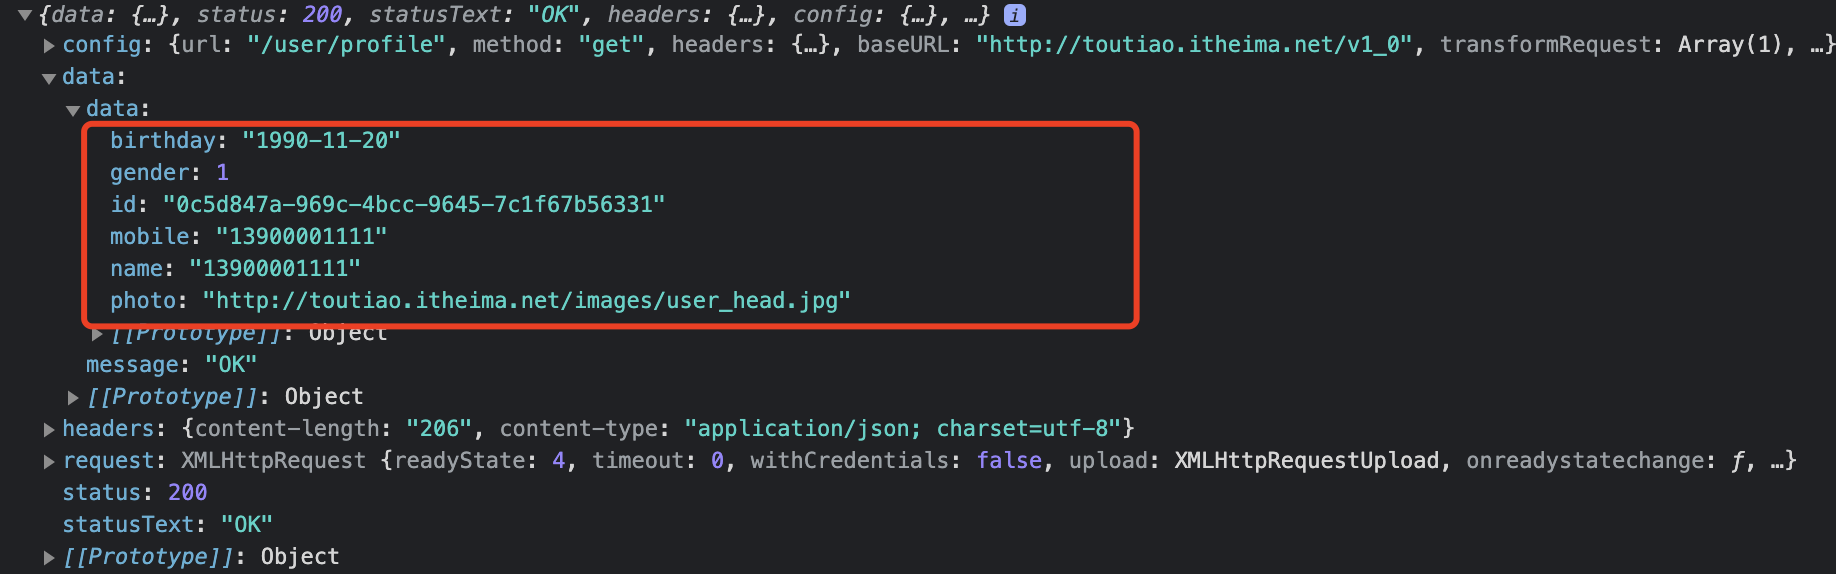 {data: {…}, status: 200, statusText: "OK", headers: {…}, config: {…}, …} i
config: {url: "/user/profile", method: "get", headers: {…}, baseURL: "http://toutiao.itheima.net/v1_0", transformRequest: Array(1), …}
data:
data:
birthday: "1990-11-20"
gender: 1
id: "0c5d847a-969c-4bcc-9645-7c1f67b56331"
mobile: "13900001111"
name: "13900001111"
photo: "http://toutiao.itheima.net/images/user_head.jpg"
[[Prototype]]: Object
message: "OK"
[[Prototype]]: Object
headers: {content-length: "206", content-type: "application/json; charset=utf-8"}
request: XMLHttpRequest {readyState: 4, timeout: 0, withCredentials: false, upload: XMLHttpRequestUpload, onreadystatechange: ƒ, …}
status: 200
statusText: "OK"
[[Prototype]]: Object